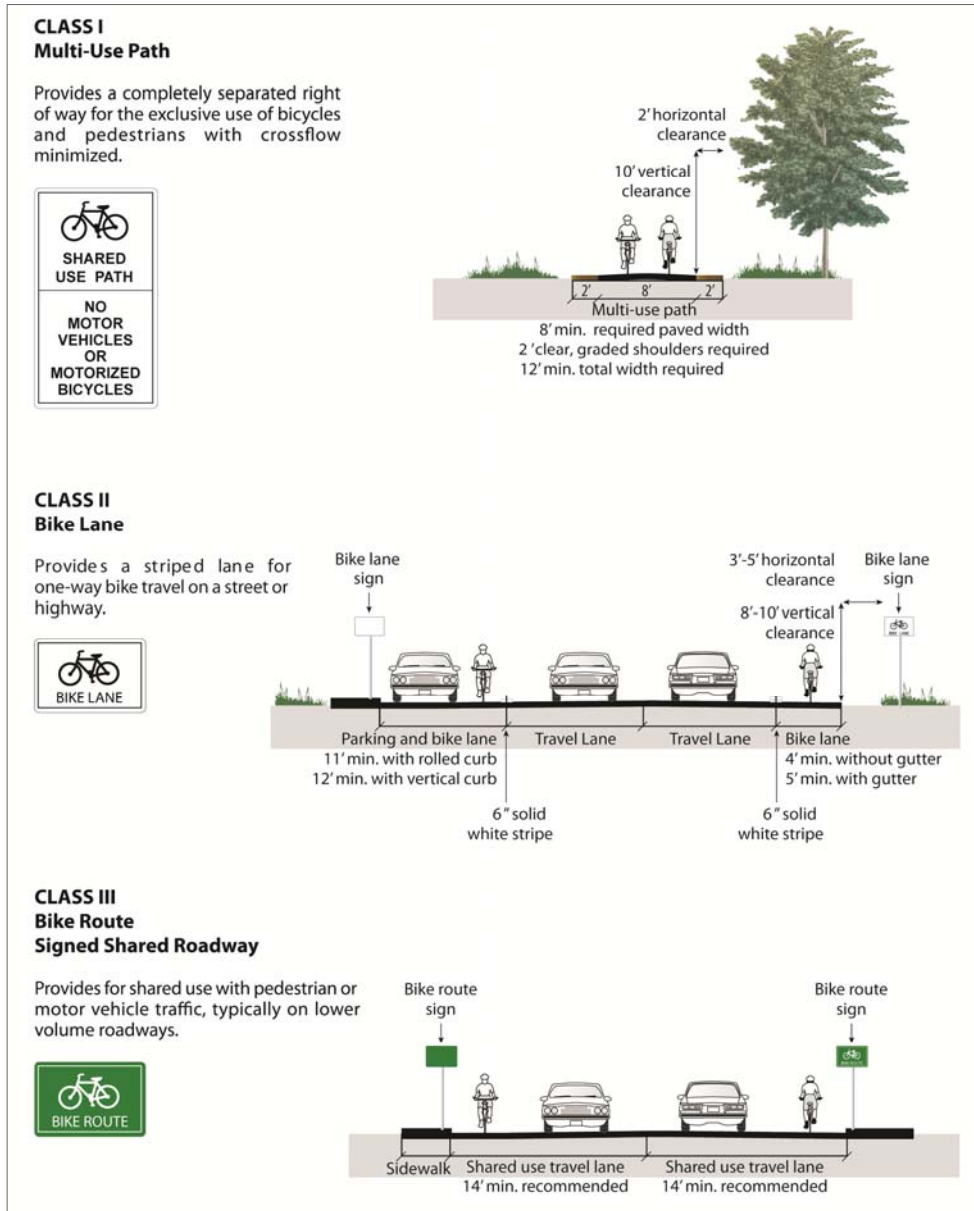 CLASS I
Multi-Use Path
Provides a completely separated right
of way for the exclusive use of bicycles
and pedestrians with crossflow
minimized.
SHARED
USE PATH
NO
MOTOR
VEHICLES
OR
MOTORIZED
BICYCLES
2' horizontal
clearance
10' vertical
clearance
2' 8' 2'
Multi-use path
8' min. required paved width
2 'clear, graded shoulders required
12' min. total width required
CLASS II
Bike Lane
Provides a striped lane for
one-way bike travel on a street or
highway.
BIKE LANE
Bike lane
sign
3'-5' horizontal
clearance
8'-10' vertical
clearance
Bike lane
sign
BIKE LANE
Parking and bike lane
11' min. with rolled curb
12' min. with vertical curb
Travel Lane
Travel Lane
Bike lane
4' min. without gutter
5' min. with gutter
6" solid
white stripe
6" solid
white stripe
CLASS III
Bike Route
Signed Shared Roadway
Provides for shared use with pedestrian or
motor vehicle traffic, typically on lower
volume roadways.
BIKE ROUTE
Bike route
sign
Bike route
sign
BIKE ROUTE
Sidewalk
Shared use travel lane
14' min. recommended
Shared use travel lane
14' min. recommended